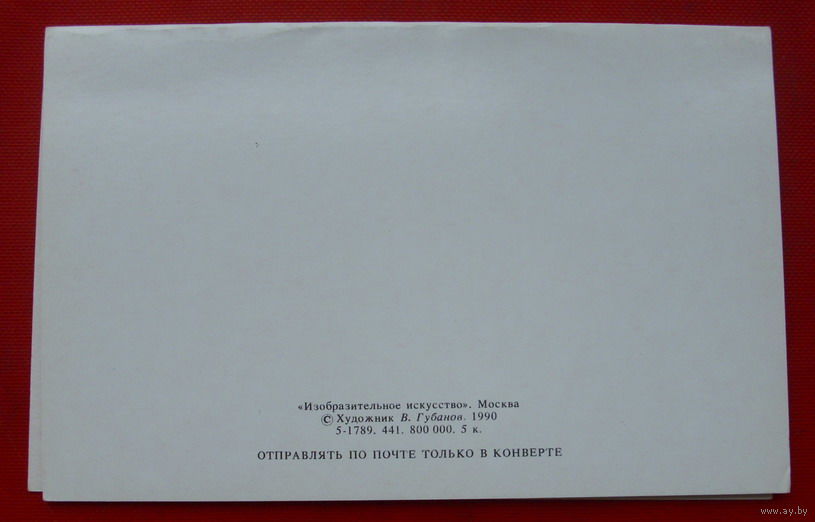 «Изобразительное искусство». Москва
© Художник В. Губанов. 1990
5-1789. 441. 800 000. 5 к.
ОТПРАВЛЯТЬ ПО ПОЧТЕ ТОЛЬКО В КОНВЕРТЕ
www.ay.by